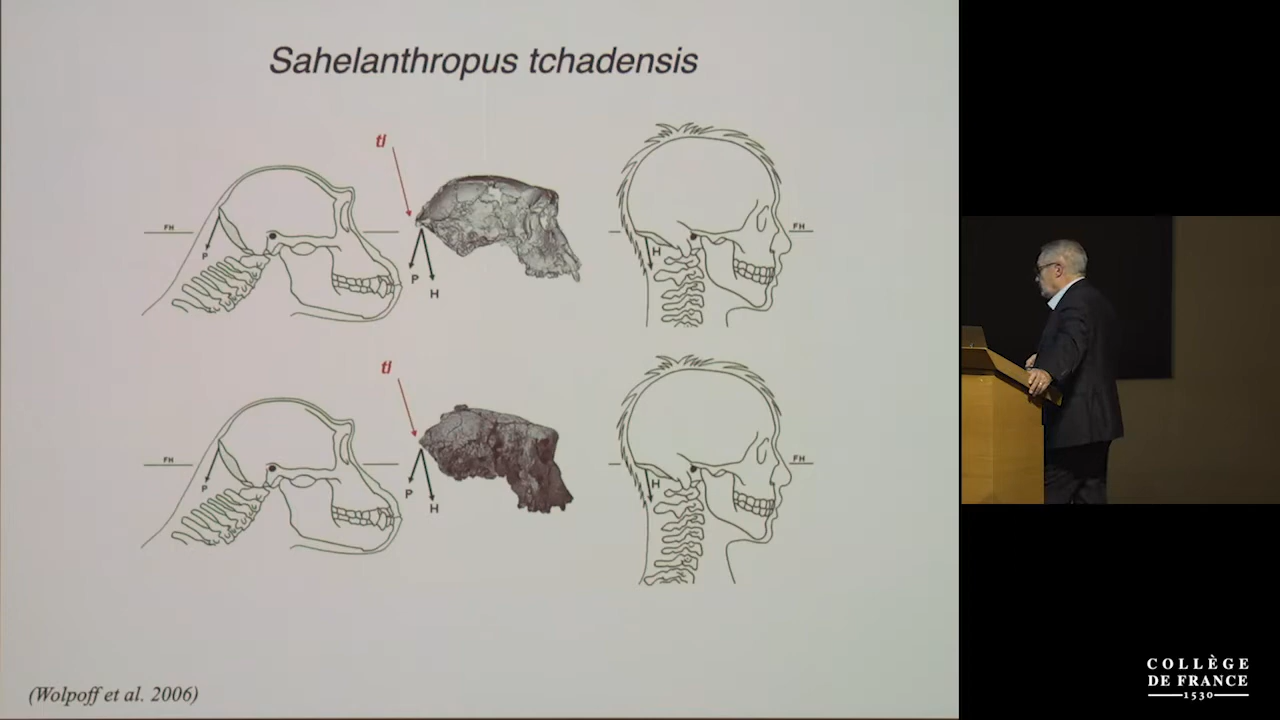 Sahelanthropus tchadensis
tl
FH
P
P
H
H
FH
tl
FH
P
P
H
H
FH
(Wolpoff et al. 2006)
COLLÈGE
DE FRANCE
1530